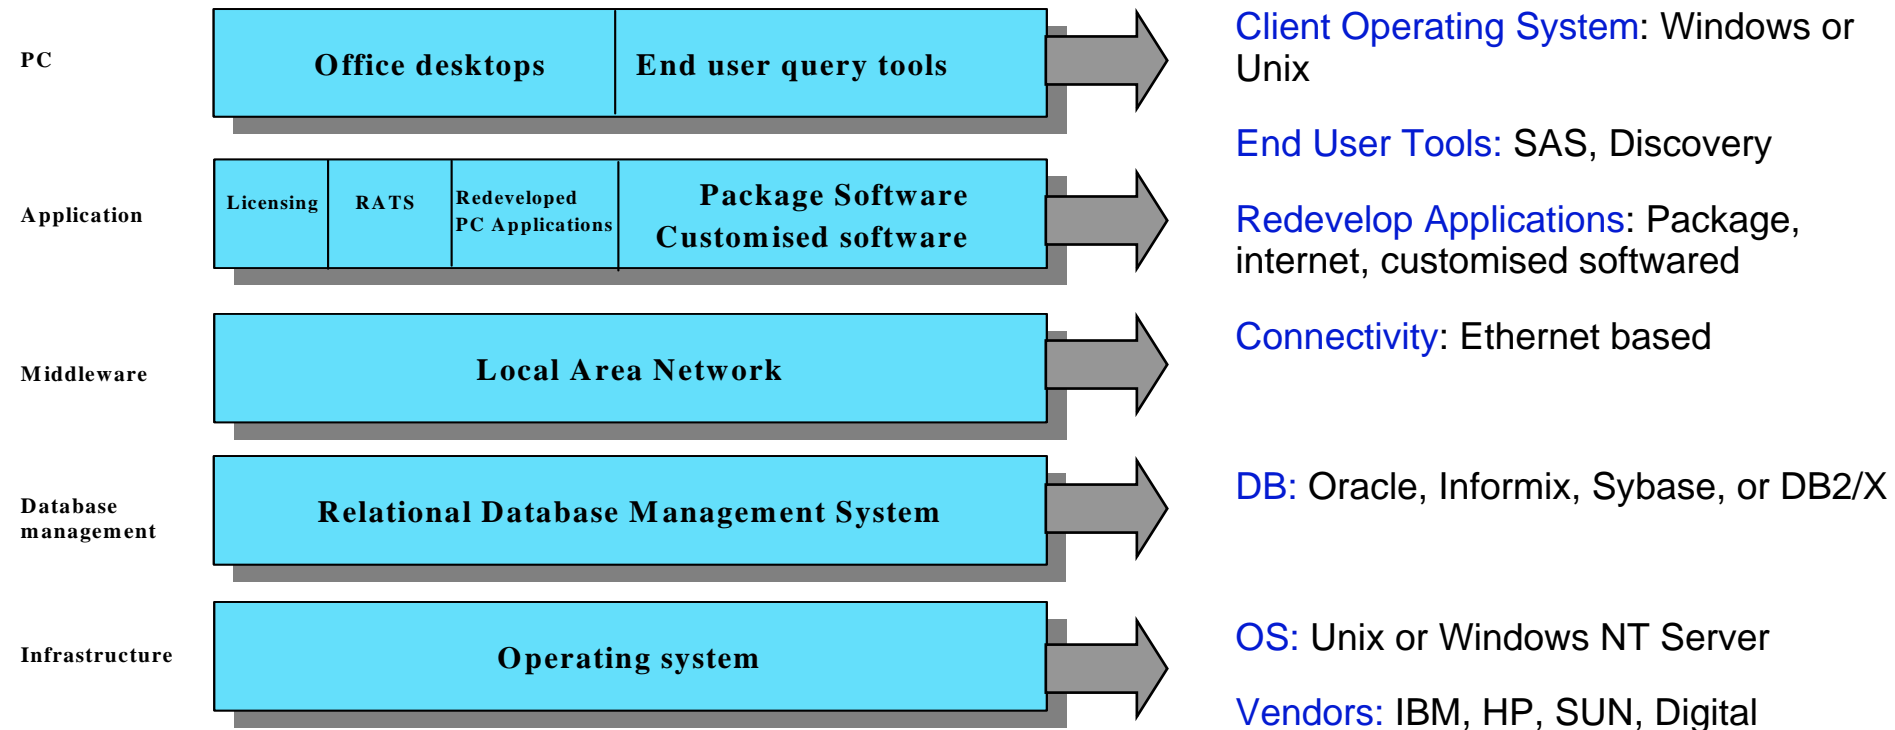 PC
Office desktops
End user query tools
Client Operating System: Windows or
Unix
End User Tools: SAS, Discovery
Application
Licensing
RATS
Redeveloped
PC Applications
Package Software
Customised software
Redevelop Applications: Package,
internet, customised softwared
Middleware
Local Area Network
Connectivity: Ethernet based
Database
management
Relational Database Management System
DB: Oracle, Informix, Sybase, or DB2/X
Infrastructure
Operating system
OS: Unix or Windows NT Server
Vendors: IBM, HP, SUN, Digital